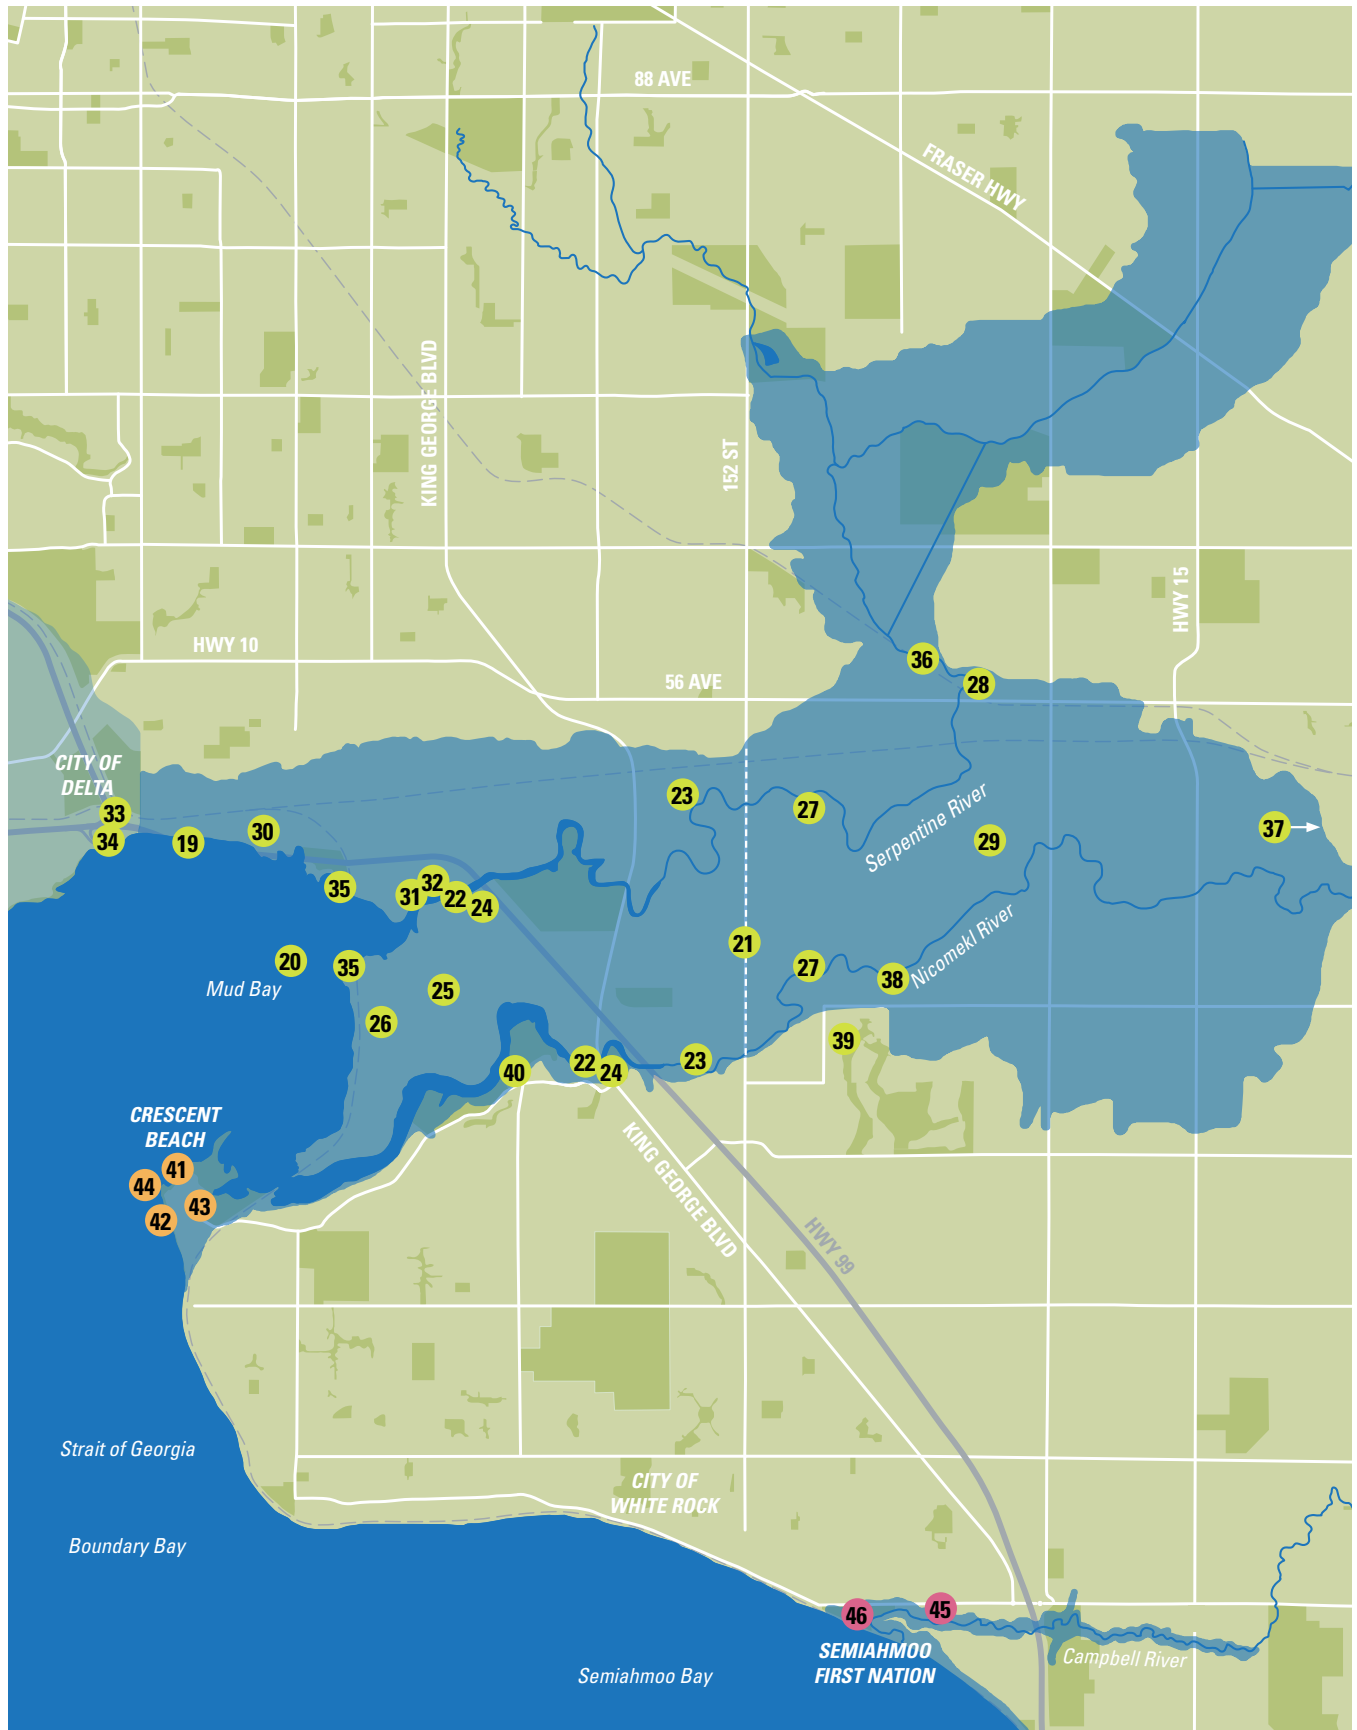 88 AVE
FRASER HWY
KING GEORGE BLVD
152 ST
HWY 15
HWY 10
36
56 AVE
28
CITY OF
DELTA
33
34
19
30
23
27
Serpentine River
29
37
35
31
32
22
24
21
20
35
Mud Bay
25
26
27
38
Nicomekl River
39
40
22
24
23
CRESCENT
BEACH
41
44
43
42
KING GEORGE BLVD
HWY 99
Strait of Georgia
CITY OF
WHITE ROCK
Boundary Bay
46
45
SEMIAHMOO
FIRST NATION
Campbell River
Semiahmoo Bay